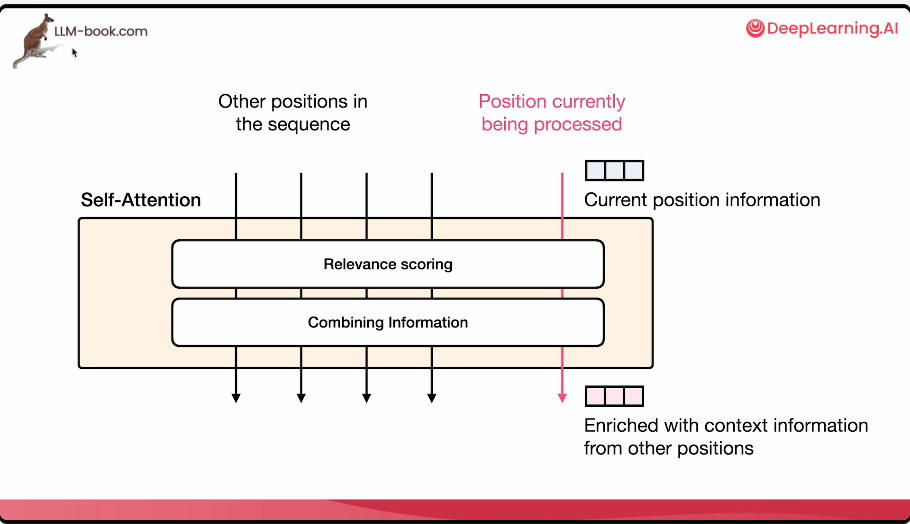 LLM-book.com
DeepLearning.AI
Other positions in
the sequence
Position currently
being processed
Self-Attention
Current position information
Relevance scoring
Combining Information
Enriched with context information
from other positions